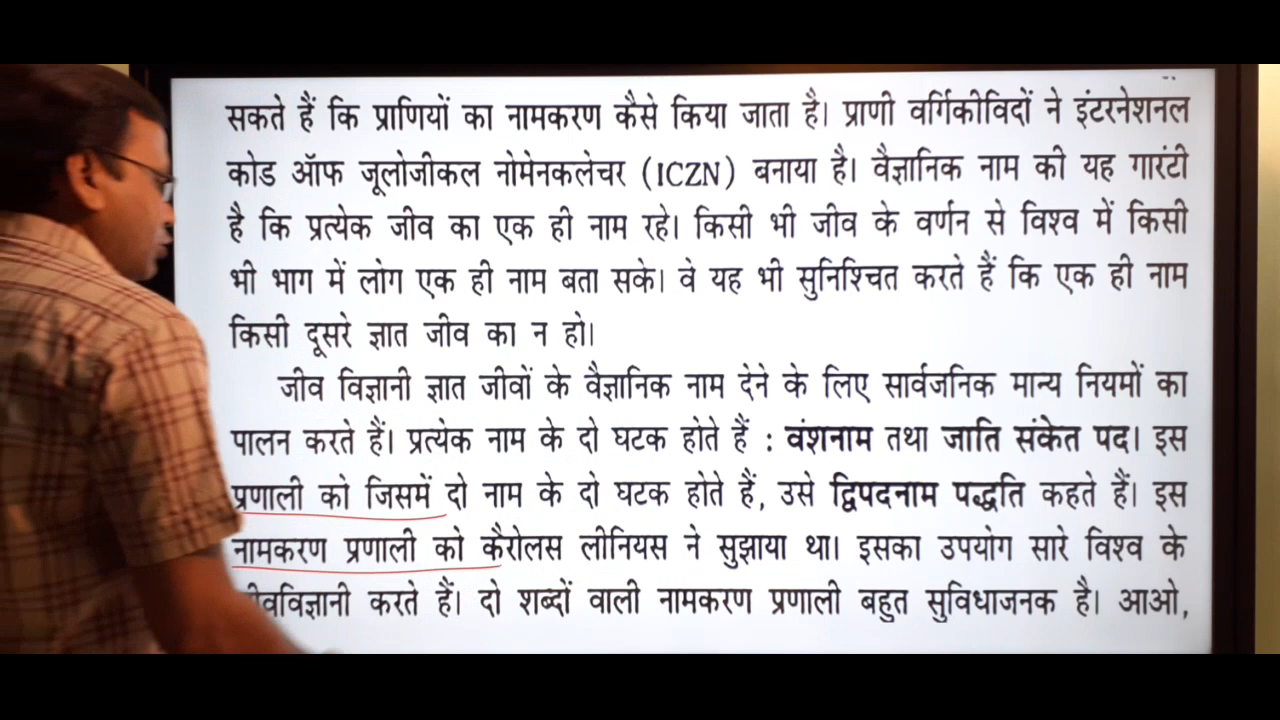 सकते हैं कि प्राणियों का नामकरण कैसे किया जाता है। प्राणी वर्गिकीविदों ने इंटरनेशनल
कोड ऑफ जूलोजीकल नोमेनकलेचर (ICZN) बनाया है। वैज्ञानिक नाम की यह गारंटी
है कि प्रत्येक जीव का एक ही नाम रहे। किसी भी जीव के वर्णन से विश्व में किसी
भी भाग में लोग एक ही नाम बता सके। वे यह भी सुनिश्चित करते हैं कि एक ही नाम
किसी दूसरे ज्ञात जीव का न हो।
जीव विज्ञानी ज्ञात जीवों के वैज्ञानिक नाम देने के लिए सार्वजनिक मान्य नियमों का
पालन करते हैं। प्रत्येक नाम के दो घटक होते हैं : वंशनाम तथा जाति संकेत पद। इस
प्रणाली को जिसमें दो नाम के दो घटक होते हैं, उसे द्विपदनाम पद्धति कहते हैं। इस
नामकरण प्रणाली को कैरोलस लीनियस ने सुझाया था। इसका उपयोग सारे विश्व के
करते हैं। दो शब्दों वाली नामकरण प्रणाली बहुत सुविधाजनक है। आओ,